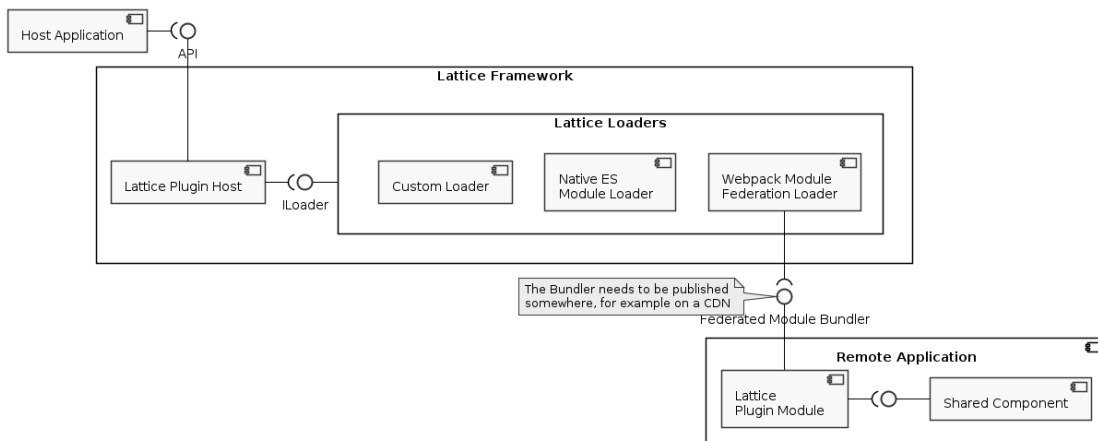 Host Application
API
Lattice Framework
Lattice Loaders
Lattice Plugin Host
ILoader
Custom Loader
Native ES
Module Loader
Webpack Module
Federation Loader
The Bundler needs to be published
somewhere, for example on a CDN
Federated Module Bundler
Remote Application
Lattice
Plugin Module
Shared Component